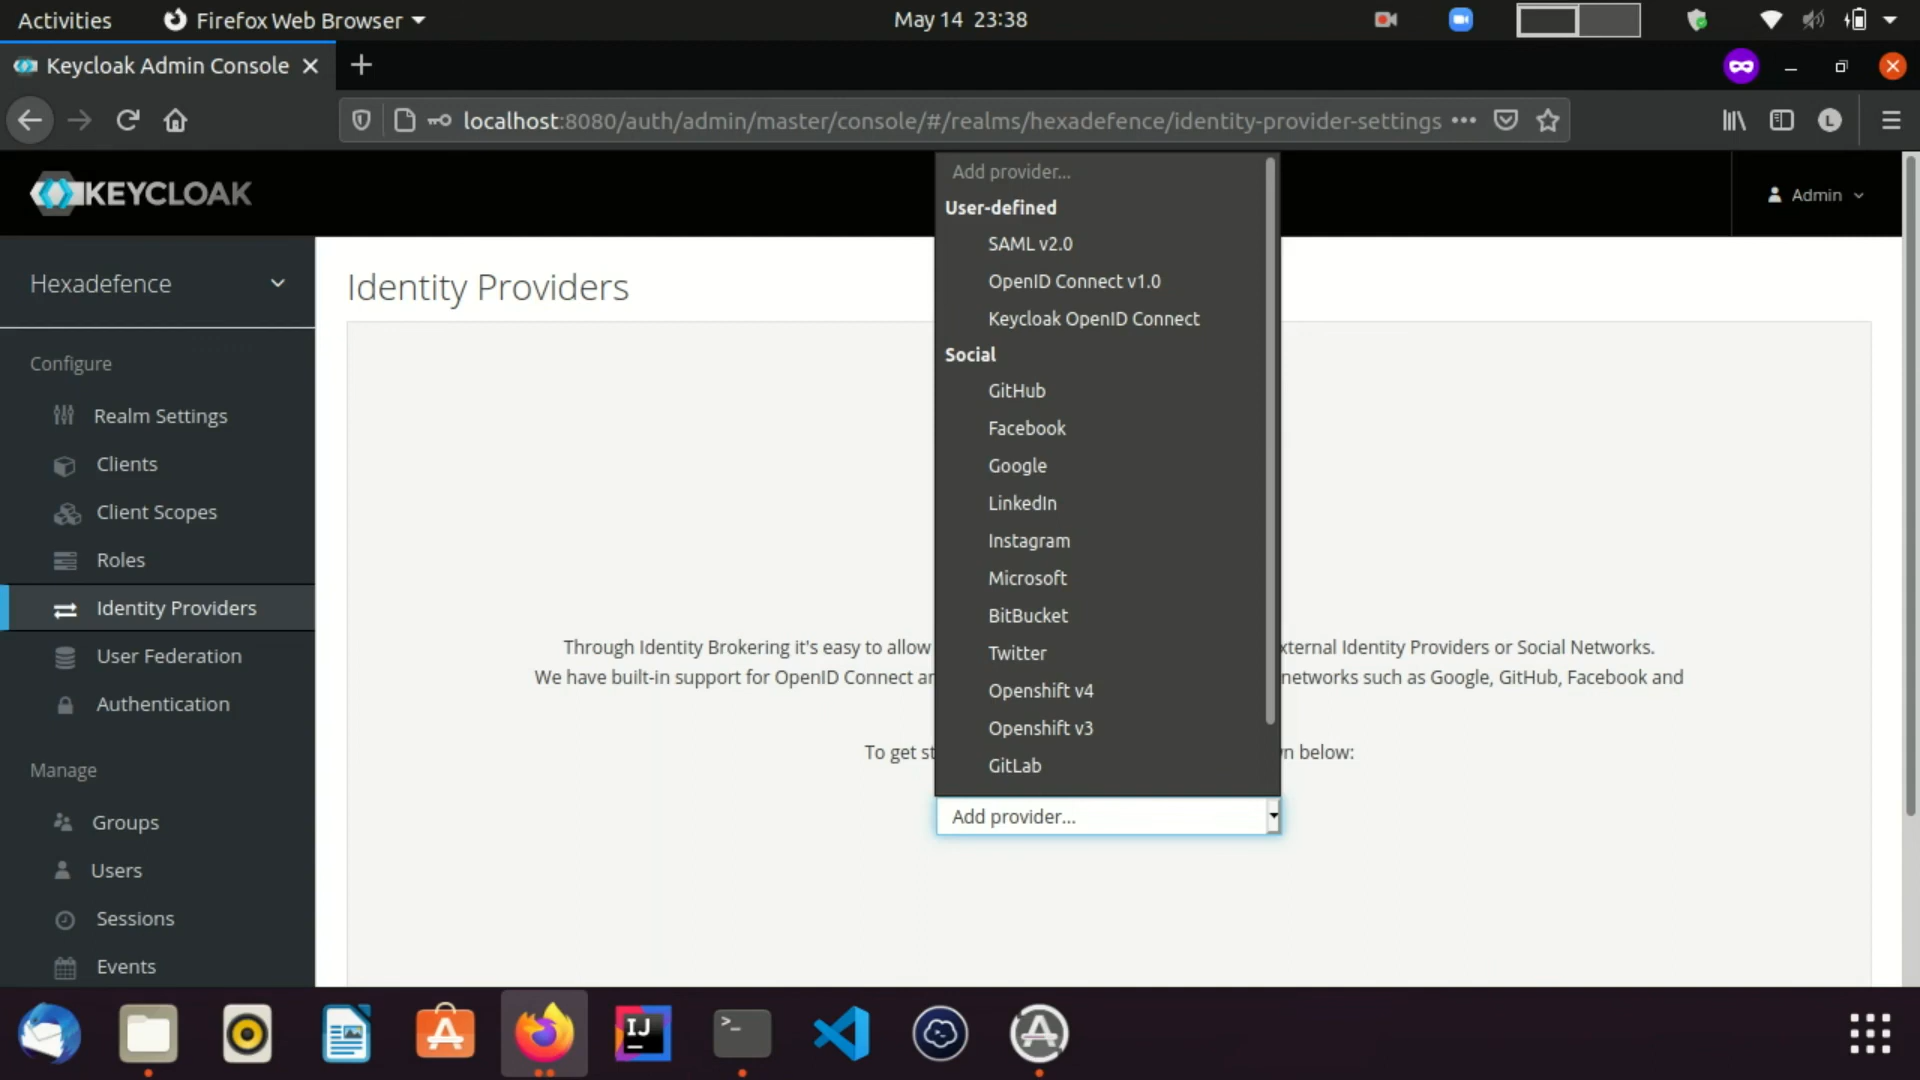 Activities
Firefox Web Browser
May 14 23:38
Keycloak Admin Console
localhost:8080/auth/admin/master/console/#/realms/hexadefence/identity-provider-settings
L
KEYCLOAK
Admin
Hexadefence
Configure
Realm Settings
Clients
Client Scopes
Roles
Identity Providers
User Federation
Authentication
Manage
Groups
Users
Sessions
Events
Identity Providers
Add provider...
User-defined
SAML v2.0
OpenID Connect v1.0
Keycloak OpenID Connect
Social
GitHub
Facebook
Google
LinkedIn
Instagram
Microsoft
BitBucket
Twitter
Openshift v4
Openshift v3
GitLab
Through Identity Brokering it's easy to allow xternal Identity Providers or Social Networks.
We have built-in support for OpenID Connect an networks such as Google, GitHub, Facebook and
To get st n below:
Add provider...
IJ